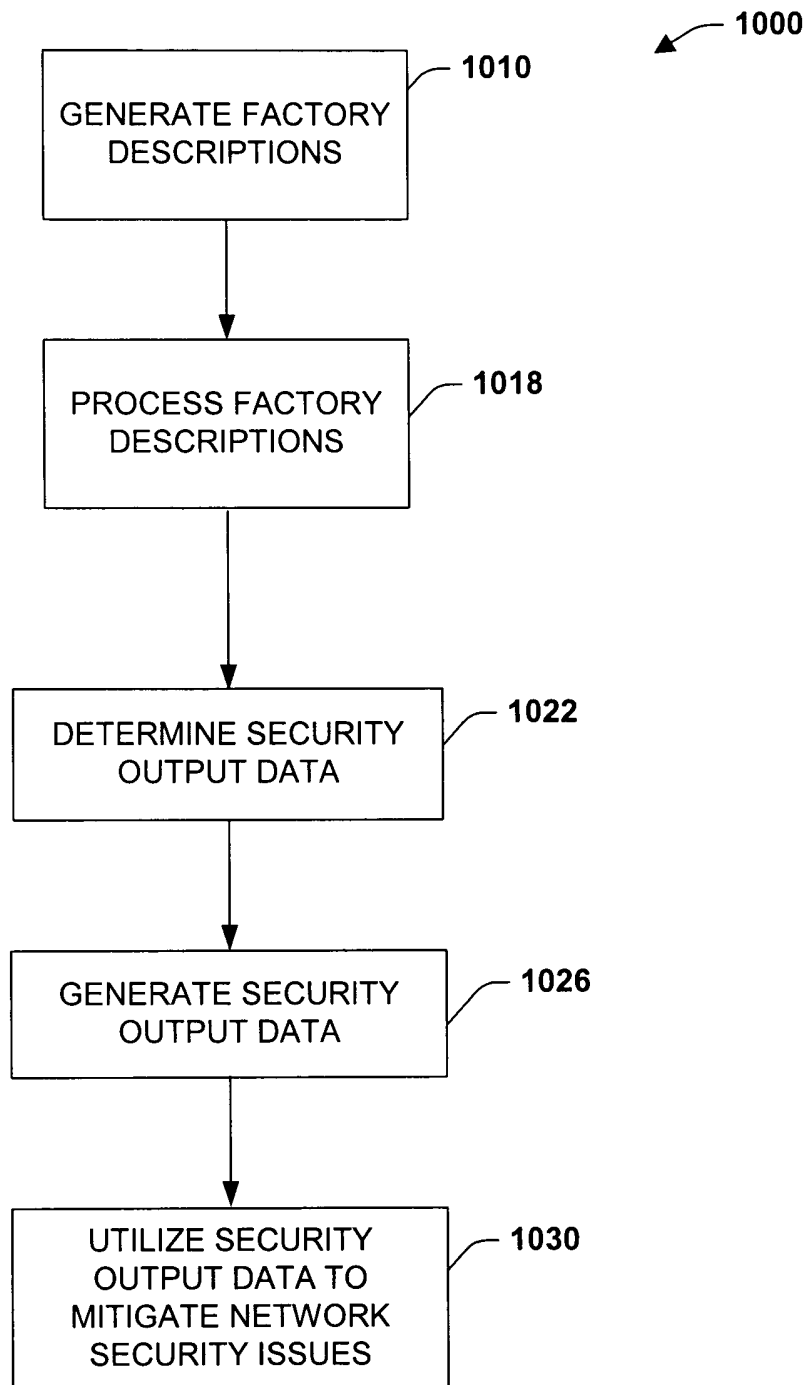 1000
1010
GENERATE FACTORY
DESCRIPTIONS
1018
PROCESS FACTORY
DESCRIPTIONS
1022
DETERMINE SECURITY
OUTPUT DATA
1026
GENERATE SECURITY
OUTPUT DATA
1030
UTILIZE SECURITY
OUTPUT DATA TO
MITIGATE NETWORK
SECURITY ISSUES